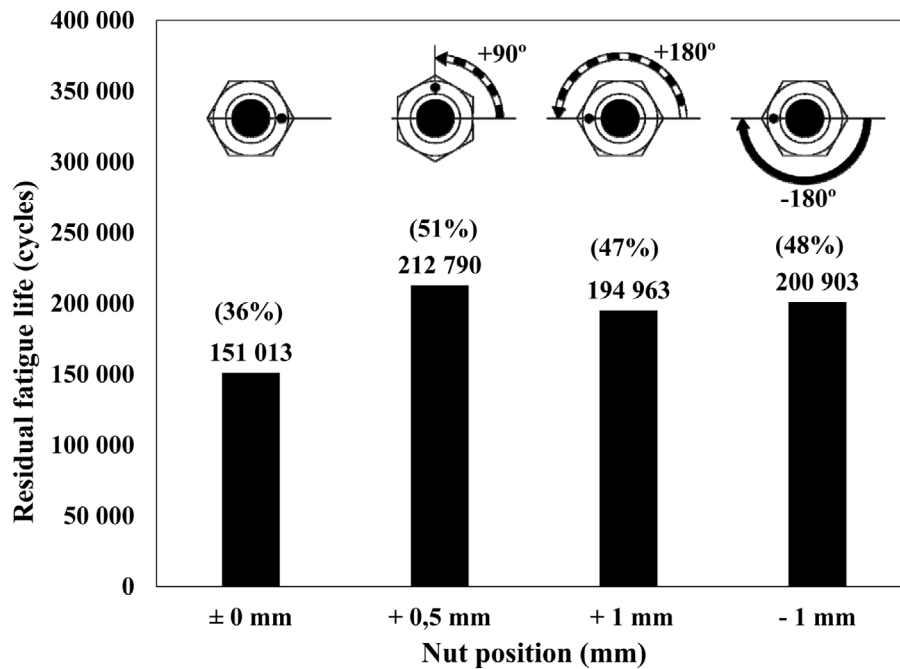 400 000
350 000
300 000
250 000
200 000
150 000
100 000
50 000
0
Residual fatigue life (cycles)
+90º
+180º
-180º
(36%)
151 013
(51%)
212 790
(47%)
194 963
(48%)
200 903
± 0 mm
+ 0,5 mm
+ 1 mm
- 1 mm
Nut position (mm)